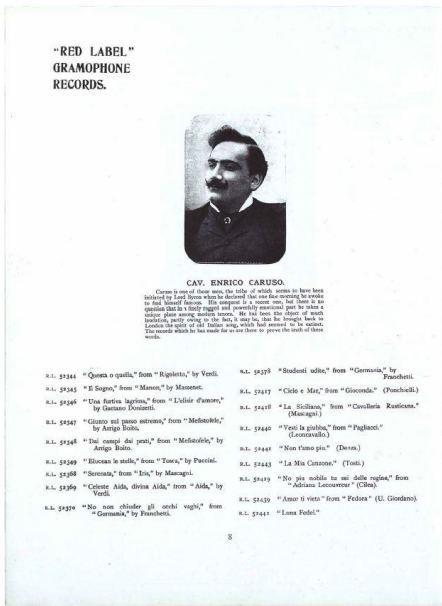 "RED LABEL"
GRAMOPHONE
RECORDS.
CAV. ENRICO CARUSO.
Caruso is one of those men, the tribe of which seems to have been
initiated by Lord Byron when he declared that one fine morning he awoke
to find himself famous. His conquest is a recent one, but there is no
question that in a finely rugged and powerfully emotional part he takes a
unique place among modern tenors. He has been the object of much
laudation, partly owing to the fact, it may be, that he brought back to
London the spirit of old Italian song, which had seemed to be extinct.
The records which he has made for us are there to prove the truth of these
words.
R.L. 52344 "Questa o quella," from "Rigoletto," by Verdi.
R.L. 52345 "Il Sogno," from "Manon," by Massenet.
R.L. 52346 "Una furtiva lagrima," from "L'elisir d'amore,"
by Gaetano Donizetti.
R.L. 52347 "Giunto sul passo estremo," from "Mefistofele,"
by Arrigo Boito.
R.L. 52348 "Dai campi dai prati," from "Mefistofele," by
Arrigo Boito.
R.L. 52349 "Elucean le stelle," from "Tosca," by Puccini.
R.L. 52368 "Serenata," from "Iris," by Mascagni.
R.L. 52369 "Celeste Aida, divina Aida," from "Aida," by
Verdi.
R.L. 52370 "No non chiuder gli occhi vaghi," from
"Germania," by Franchetti.
R.L. 52378 "Studenti udite," from "Germania," by
Franchetti.
R.L. 52417 "Cielo e Mar," from "Gioconda." (Ponchielli.)
R.L. 52418 "La Siciliana," from "Cavalleria Rusticana."
(Mascagni.)
R.L. 52440 "Vesti la giubba," from "Pagliacci."
(Leoncavallo.)
R.L. 52441 "Non t'amo piu." (Denza.)
R.L. 52443 "La Mia Canzone." (Tosti.)
R.L. 52419 "No piu nobile tu sei delle regine," from
"Adriana Lecouvreur" (Cilea).
R.L. 52439 "Amor ti vieta" from "Fedora" (U. Giordano).
R.L. 52442 "Luna Fedel."
8